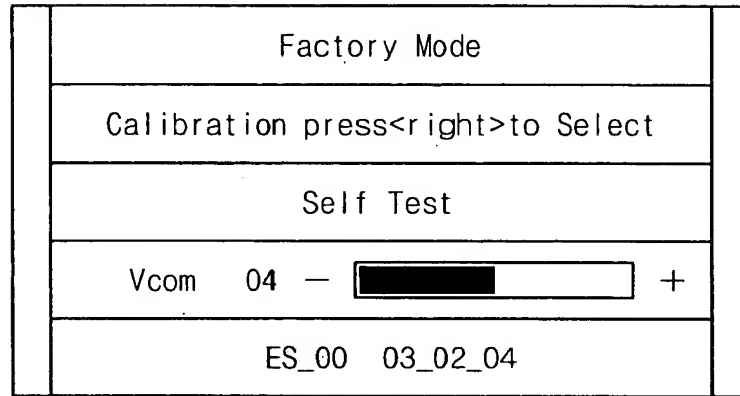 Factory Mode
Calibration press<right>to Select
Self Test
Vcom 04 − +
ES_00 03_02_04